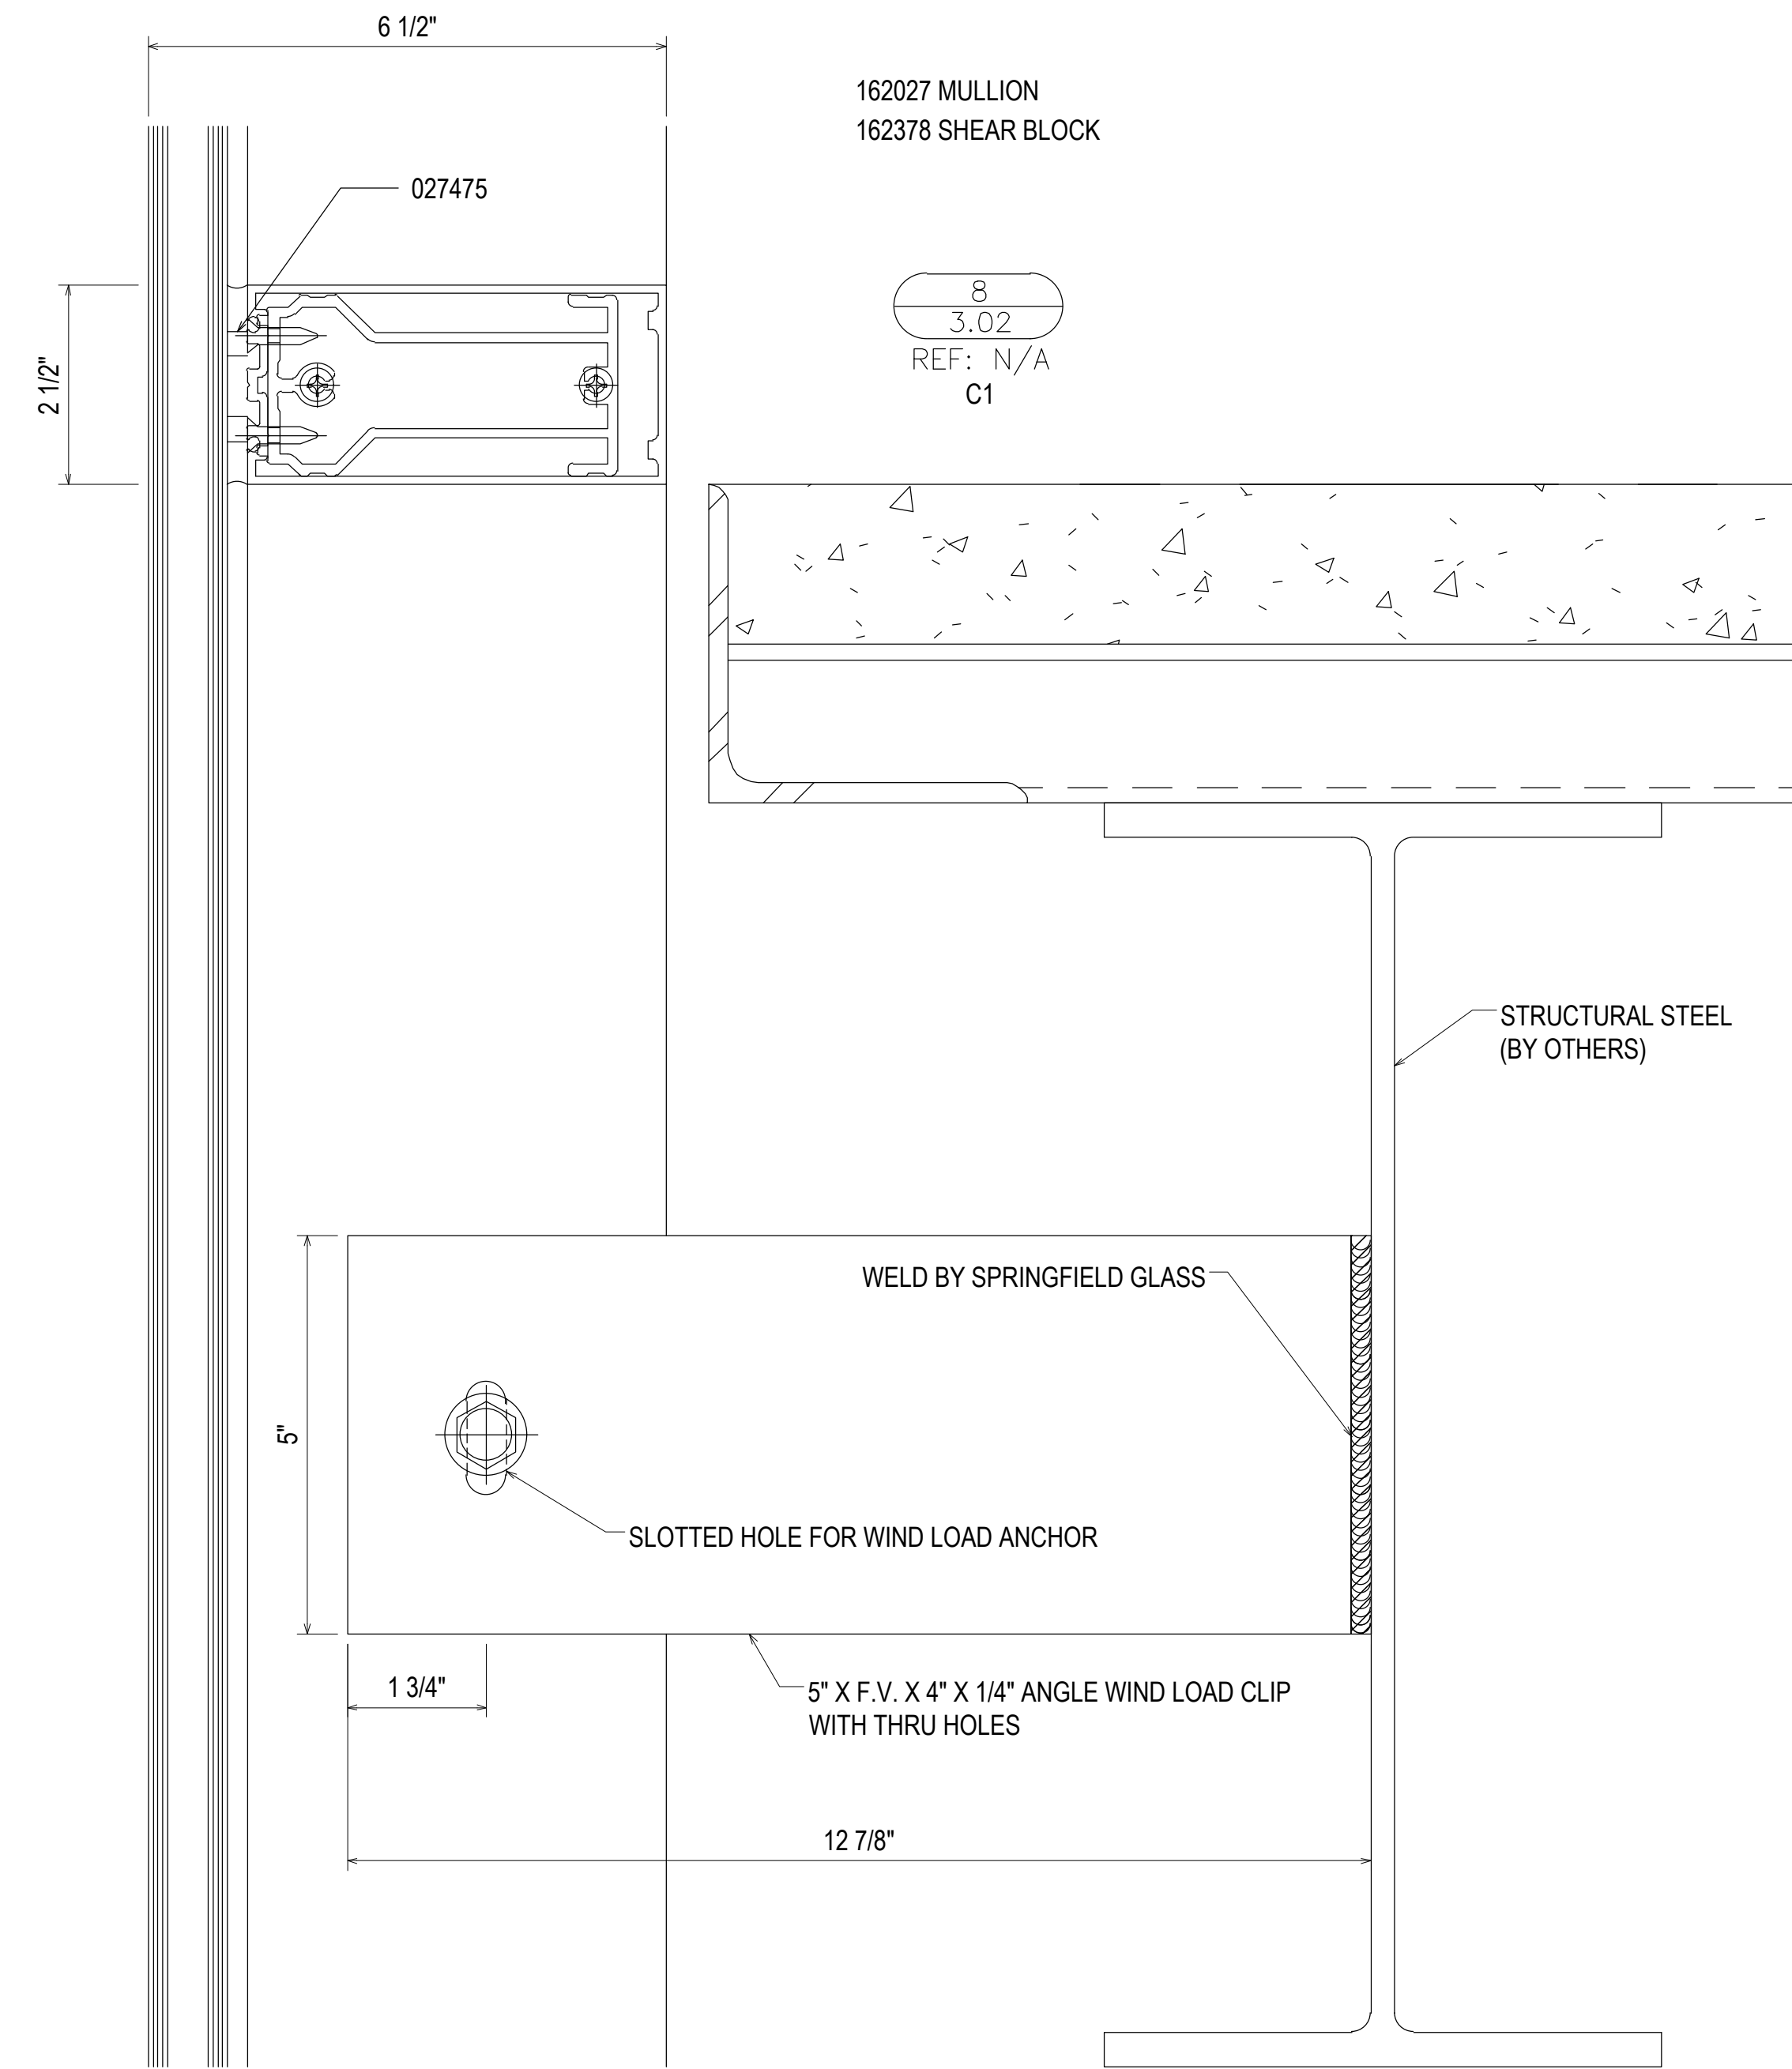 6 1/2"
162027 MULLION
162378 SHEAR BLOCK
027475
8
3.02
REF: N/A
C1
2 1/2"
STRUCTURAL STEEL
(BY OTHERS)
WELD BY SPRINGFIELD GLASS
5"
SLOTTED HOLE FOR WIND LOAD ANCHOR
1 3/4"
5" X F.V. X 4" X 1/4" ANGLE WIND LOAD CLIP
WITH THRU HOLES
12 7/8"